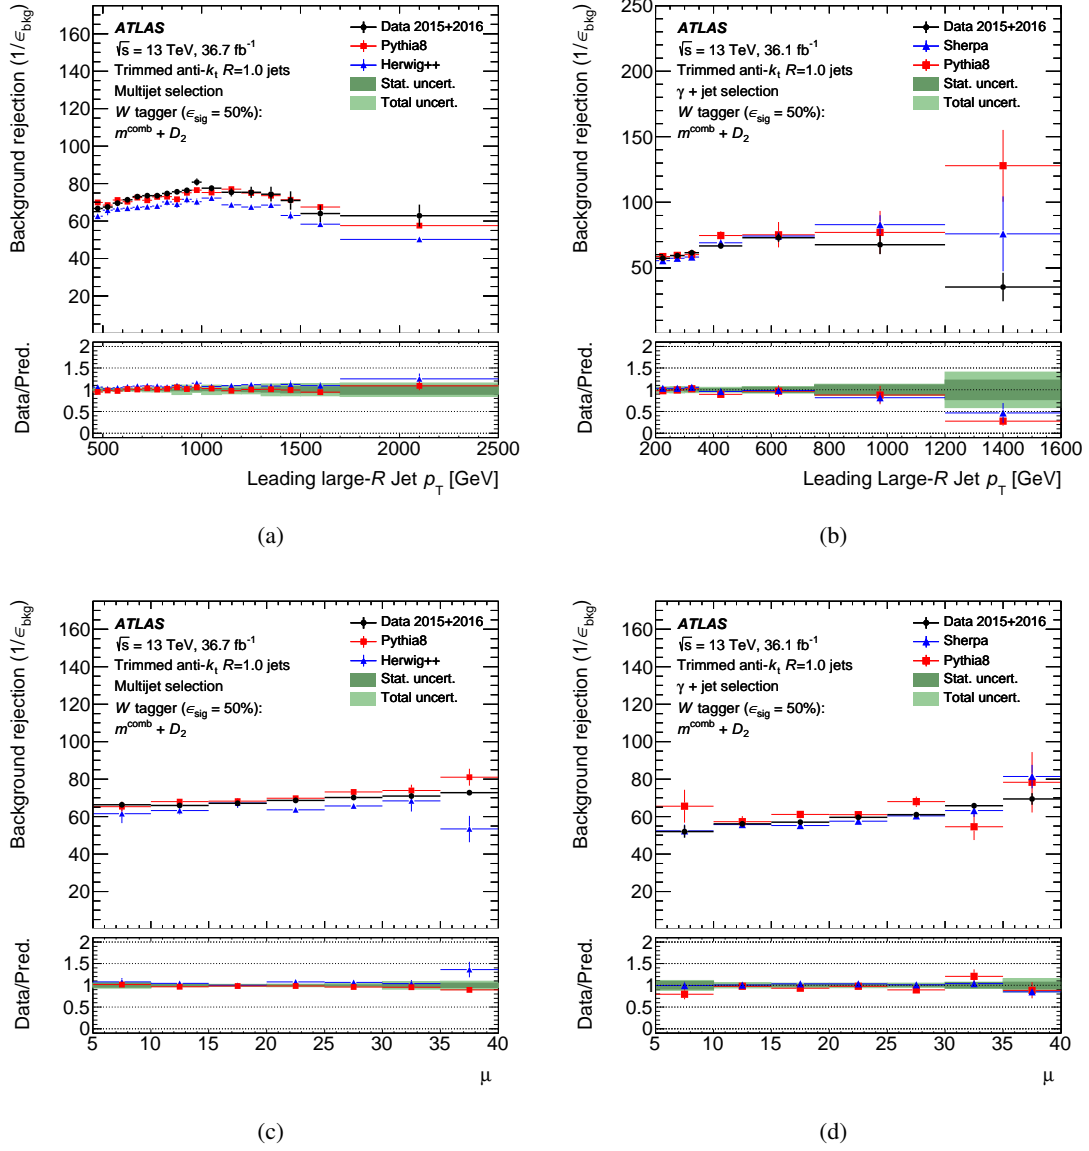 ATLAS
√s = 13 TeV, 36.7 fb⁻¹
Trimmed anti-kₜ R=1.0 jets
Multijet selection
W tagger (ϵsig = 50%):
mcomb + D₂
Data 2015+2016
Pythia8
Herwig++
Stat. uncert.
Total uncert.
Background rejection (1/ϵbkg)
160
140
120
100
80
60
40
20
Data/Pred.
2
1.5
1
0.5
0
500 1000 1500 2000 2500
Leading large-R Jet pT [GeV]
(a)
ATLAS
√s = 13 TeV, 36.1 fb⁻¹
Trimmed anti-kₜ R=1.0 jets
γ + jet selection
W tagger (ϵsig = 50%):
mcomb + D₂
Data 2015+2016
Sherpa
Pythia8
Stat. uncert.
Total uncert.
Background rejection (1/ϵbkg)
250
200
150
100
50
Data/Pred.
2
1.5
1
0.5
0
200 400 600 800 1000 1200 1400 1600
Leading Large-R Jet pT [GeV]
(b)
ATLAS
√s = 13 TeV, 36.7 fb⁻¹
Trimmed anti-kₜ R=1.0 jets
Multijet selection
W tagger (ϵsig = 50%):
mcomb + D₂
Data 2015+2016
Pythia8
Herwig++
Stat. uncert.
Total uncert.
Background rejection (1/ϵbkg)
160
140
120
100
80
60
40
20
Data/Pred.
2
1.5
1
0.5
0
5 10 15 20 25 30 35 40
μ
(c)
ATLAS
√s = 13 TeV, 36.1 fb⁻¹
Trimmed anti-kₜ R=1.0 jets
γ + jet selection
W tagger (ϵsig = 50%):
mcomb + D₂
Data 2015+2016
Sherpa
Pythia8
Stat. uncert.
Total uncert.
Background rejection (1/ϵbkg)
160
140
120
100
80
60
40
20
Data/Pred.
2
1.5
1
0.5
0
5 10 15 20 25 30 35 40
μ
(d)